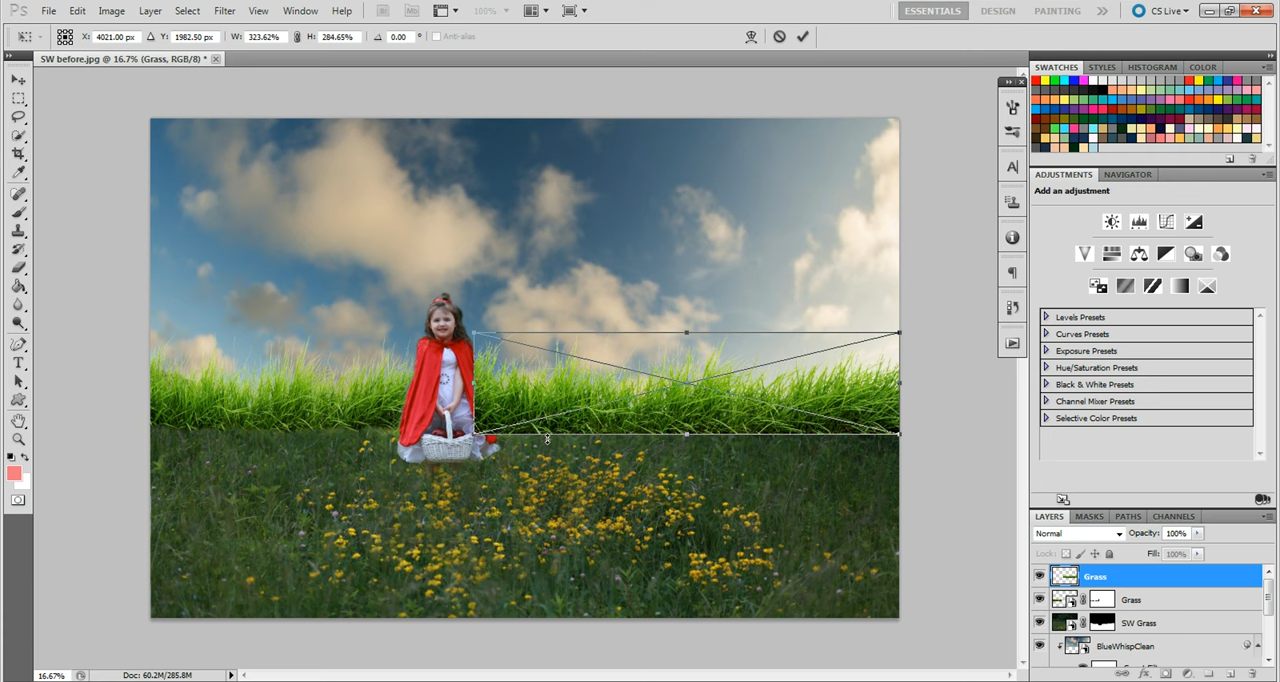 Ps File Edit Image Layer Select Filter View Window Help Br Mb 100% ESSENTIALS DESIGN PAINTING CS Live
X: 4021.00 px Y: 1982.50 px W: 323.62% H: 284.65% 0.00 ° Anti-alias
SW before.jpg @ 16.7% (Grass, RGB/8) *
SWATCHES STYLES HISTOGRAM COLOR
ADJUSTMENTS NAVIGATOR
Add an adjustment
Levels Presets
Curves Presets
Exposure Presets
Hue/Saturation Presets
Black & White Presets
Channel Mixer Presets
Selective Color Presets
LAYERS MASKS PATHS CHANNELS
Normal Opacity: 100%
Lock: Fill: 100%
Grass
Grass
SW Grass
BlueWhispClean
16.67% Doc: 60.2M/285.8M